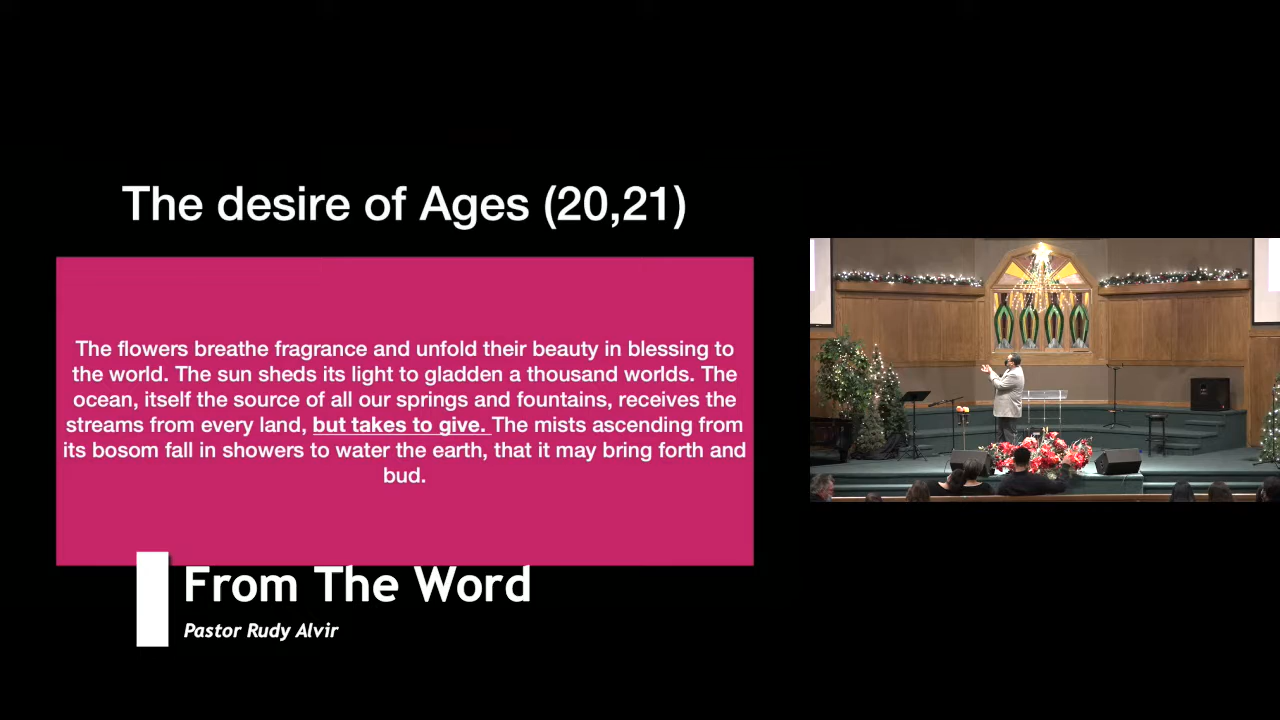 The desire of Ages (20,21)
The flowers breathe fragrance and unfold their beauty in blessing to
the world. The sun sheds its light to gladden a thousand worlds. The
ocean, itself the source of all our springs and fountains, receives the
streams from every land, but takes to give. The mists ascending from
its bosom fall in showers to water the earth, that it may bring forth and
bud.
From The Word
Pastor Rudy Alvir